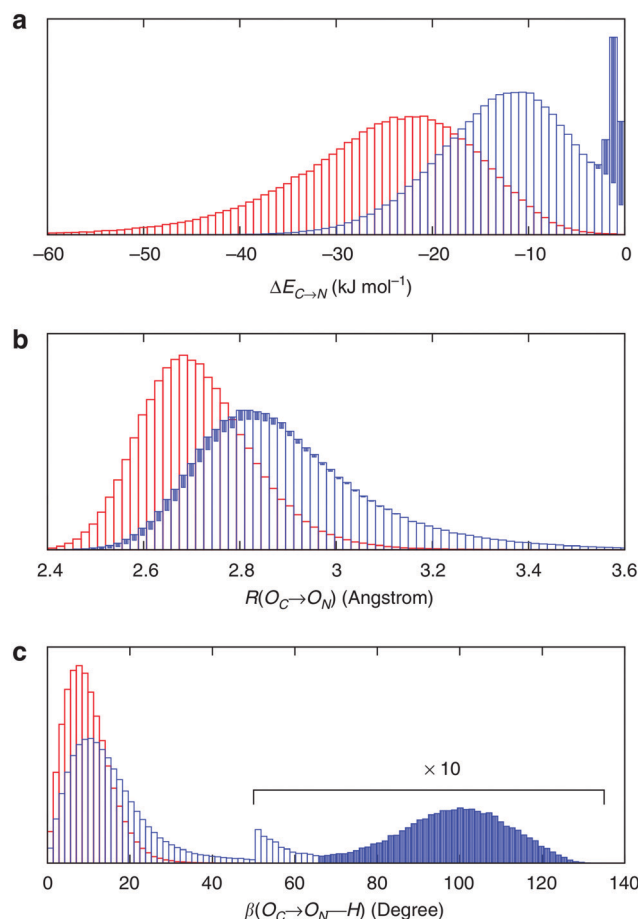 a
–60 –50 –40 –30 –20 –10 0
ΔE_C→N (kJ mol⁻¹)
b
2.4 2.6 2.8 3 3.2 3.4 3.6
R(O_C→O_N) (Angstrom)
c
× 10
0 20 40 60 80 100 120 140
β(O_C→O_N—H) (Degree)